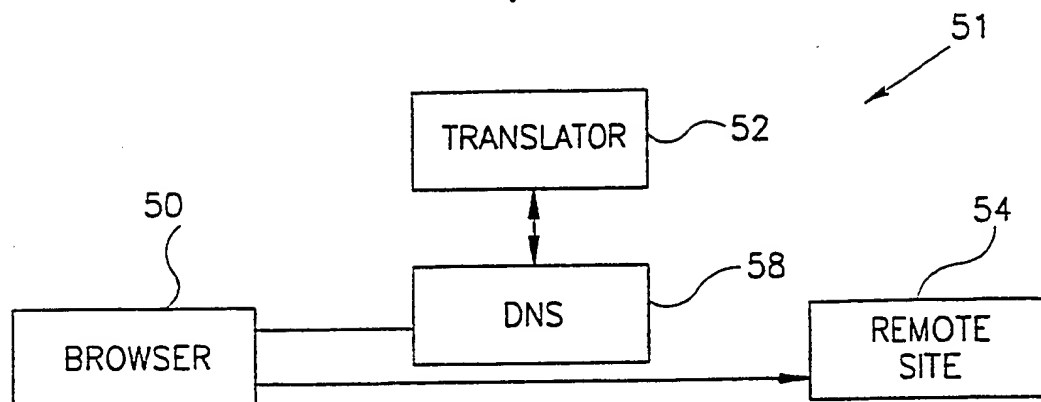 51
TRANSLATOR
52
50
54
58
DNS
BROWSER
REMOTE
SITE